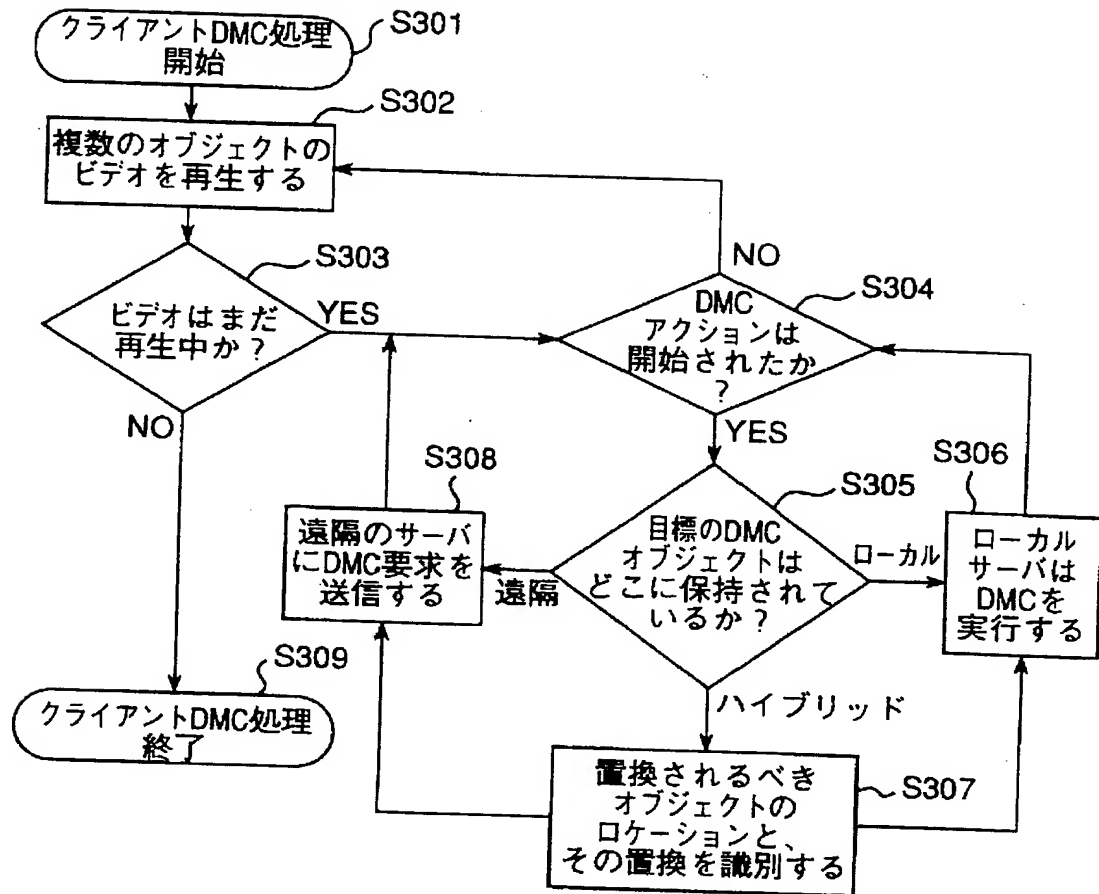 クライアントDMC処理
開始
S301
S302
複数のオブジェクトの
ビデオを再生する
S303
ビデオはまだ
再生中か?
YES
NO
NO
S304
DMC
アクションは
開始されたか
?
YES
S305
目標のDMC
オブジェクトは
どこに保持されて
いるか?
ローカル
遠隔
ハイブリッド
S306
ローカル
サーバは
DMCを
実行する
S308
遠隔のサーバ
にDMC要求を
送信する
S307
置換されるべき
オブジェクトの
ロケーションと、
その置換を識別する
S309
クライアントDMC処理
終了